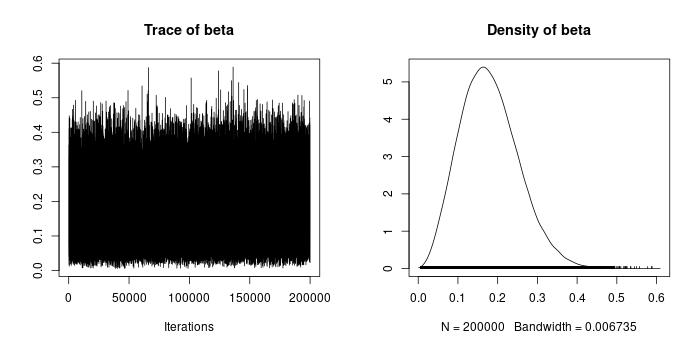 Trace of beta
0.6
0.5
0.4
0.3
0.2
0.1
0.0
0 50000 100000 150000 200000
Iterations
Density of beta
5
4
3
2
1
0
0.0 0.1 0.2 0.3 0.4 0.5 0.6
N = 200000 Bandwidth = 0.006735